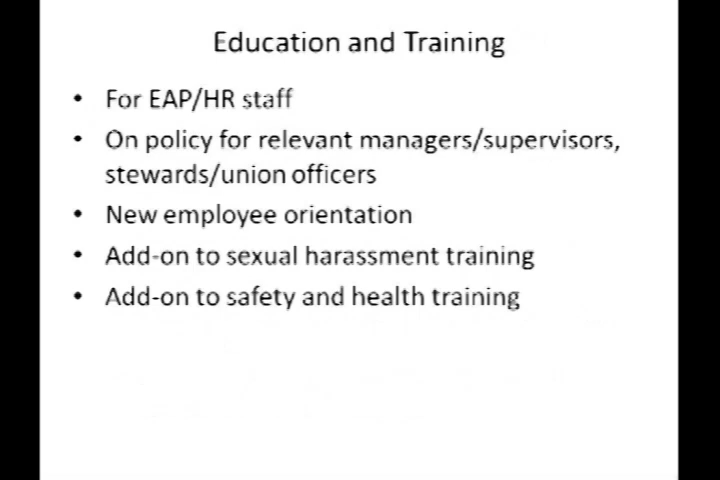 Education and Training
• For EAP/HR staff
• On policy for relevant managers/supervisors,
stewards/union officers
• New employee orientation
• Add-on to sexual harassment training
• Add-on to safety and health training